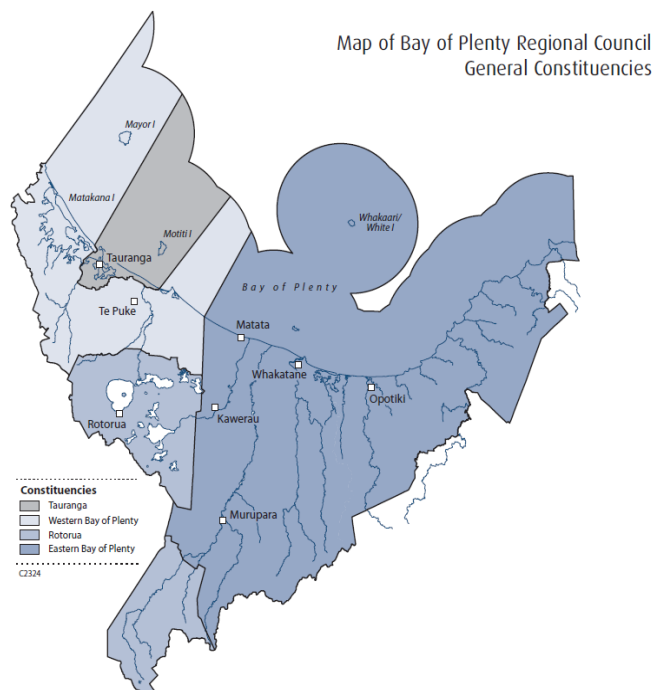 Map of Bay of Plenty Regional Council
General Constituencies
Mayor I
Matakana I
Motiti I
Whakaari/
White I
Tauranga
Bay of Plenty
Te Puke
Matata
Whakatane
Opotiki
Rotorua
Kawerau
Murupara
Constituencies
Tauranga
Western Bay of Plenty
Rotorua
Eastern Bay of Plenty
C2324